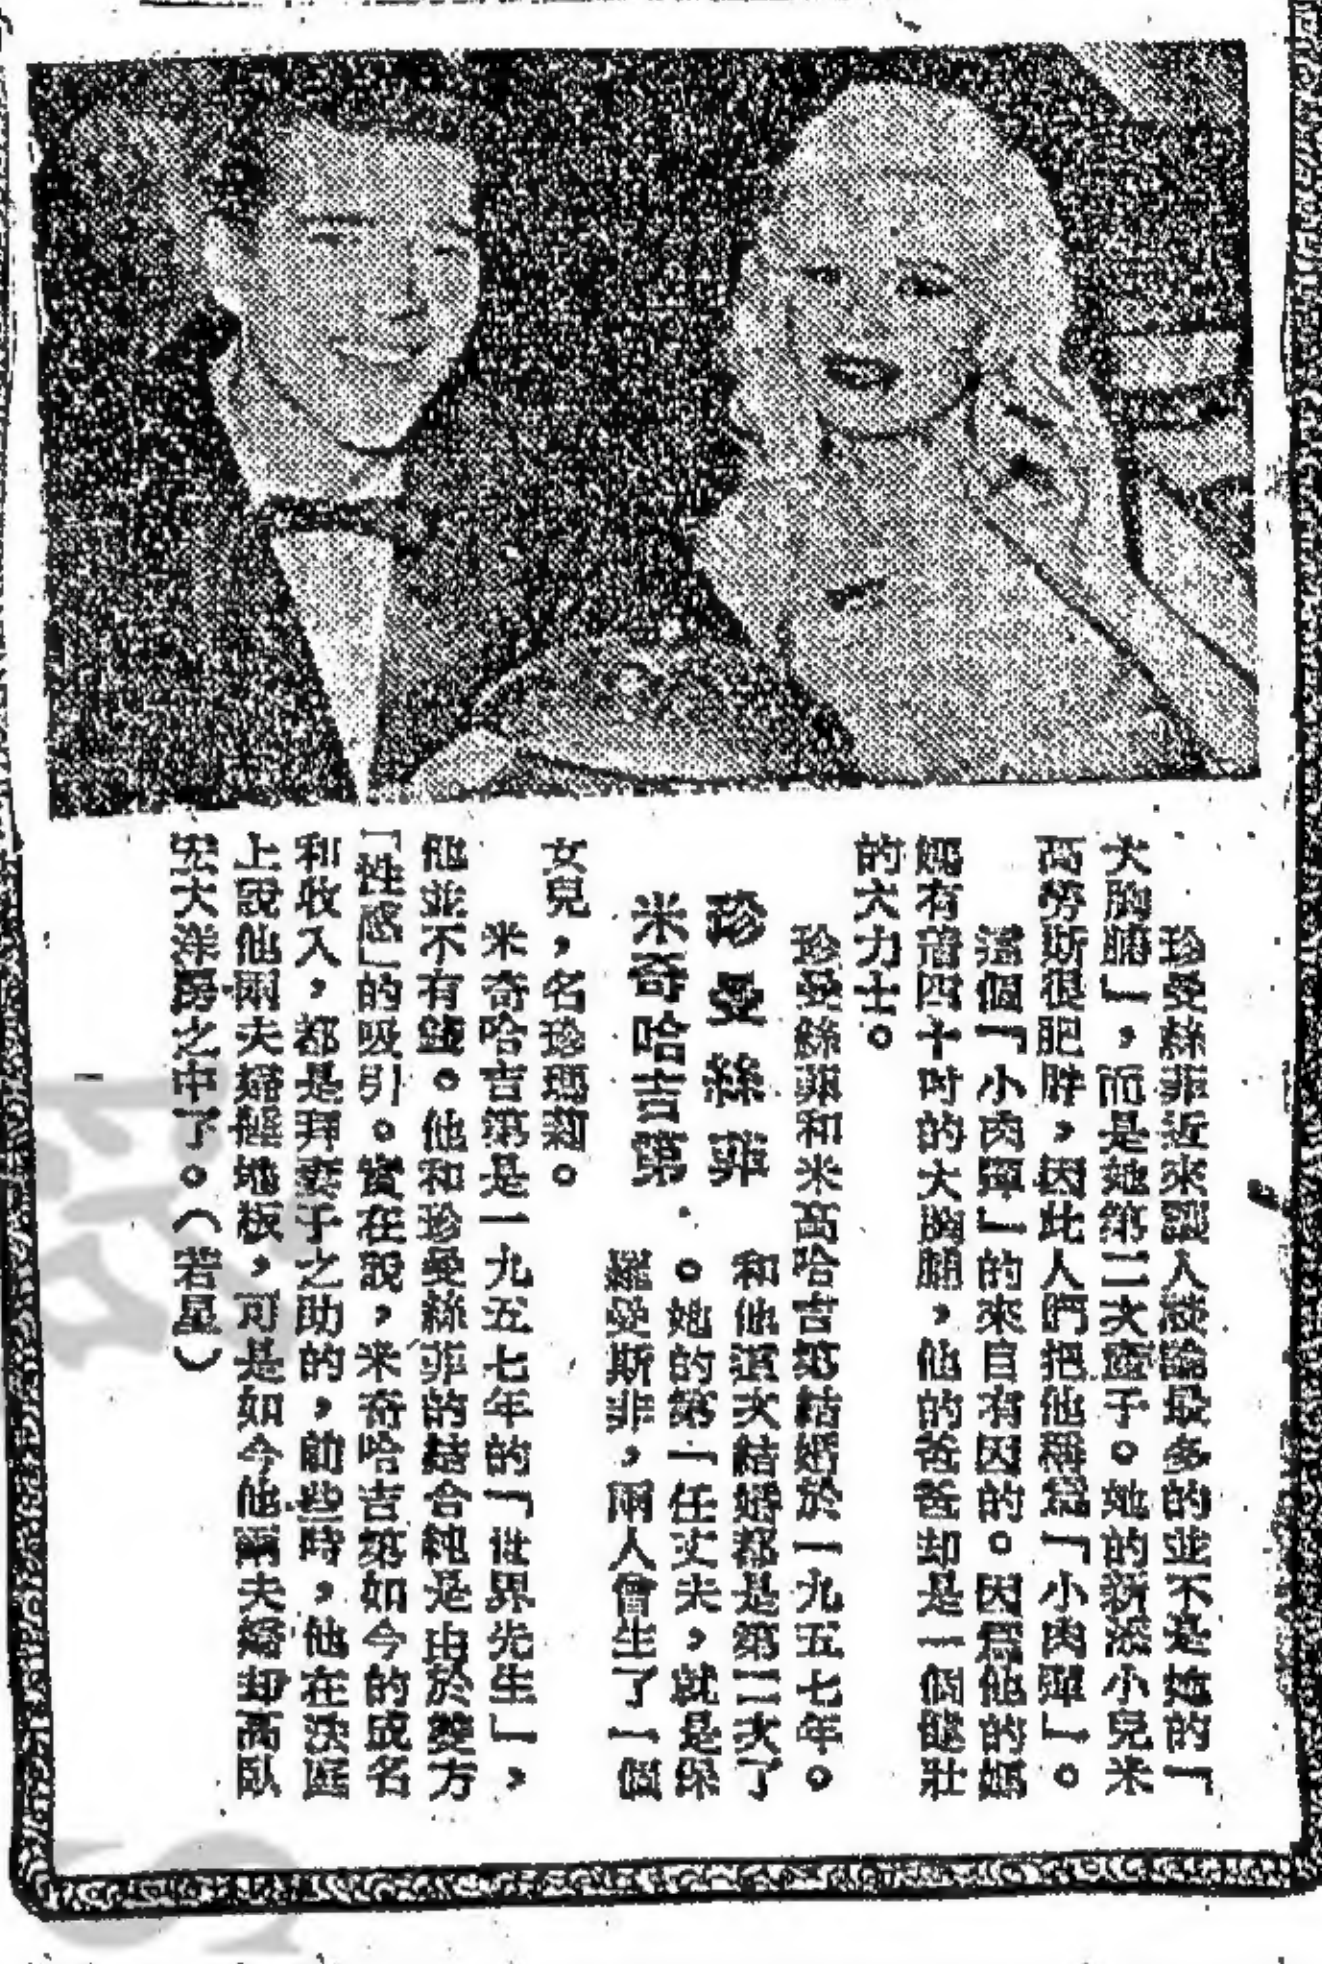 珍曼絲菲近來讓人談論最多的並不是她的「
大胸脯」，而是她第二次產子。她的新添小兒米
高勞斯很肥胖，因此人們把他稱爲「小肉彈」。
這個「小肉彈」的來自有因的。因爲他的媽
媽有着四十吋的大胸脯，他的爸爸却是一個健壯
的大力士。
珍曼絲菲和米高哈吉第結婚於一九五七年。
珍曼絲菲
米奇哈吉第
和他這次結婚都是第二次了
。她的第一任丈夫，就是保
羅曼斯菲，兩人曾生了一個
女兒，名珍瑪莉。
米奇哈吉第是一九五七年的「世界先生」，
他並不有錢。他和珍曼絲菲的結合純是由於雙方
「性感」的吸引。實在說，米奇哈吉第如今的成名
和收入，都是拜妻子之助的，前些時，他在法庭
上說他兩夫婦瞓地板，可是如今他兩夫婦却高臥
宏大洋房之中了。（若星）